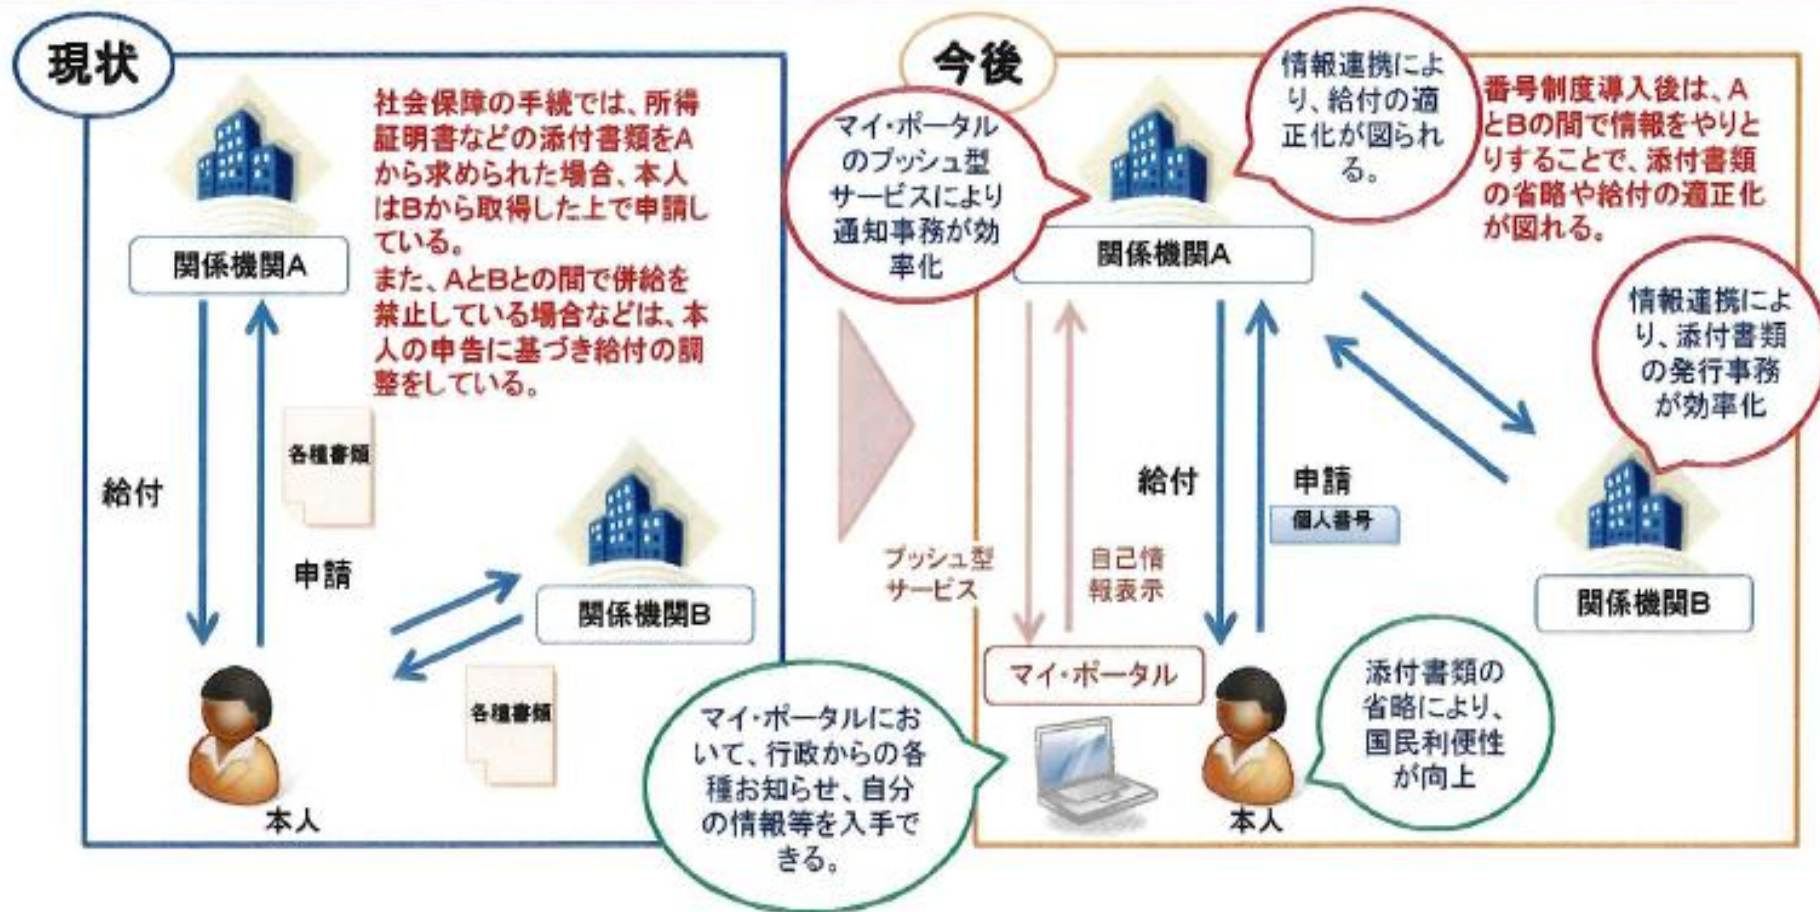 現状
社会保障の手続では、所得
証明書などの添付書類をA
から求められた場合、本人
はBから取得した上で申請し
ている。
また、AとBとの間で併給を
禁止している場合などは、本
人の申告に基づき給付の調
整をしている。
関係機関A
各種書類
給付
申請
関係機関B
各種書類
本人
今後
マイ・ポータル
のプッシュ型
サービスにより
通知事務が効
率化
情報連携によ
り、給付の適
正化が図られ
る。
番号制度導入後は、A
とBの間で情報をやりと
りすることで、添付書類
の省略や給付の適正化
が図れる。
関係機関A
情報連携によ
り、添付書類
の発行事務
が効率化
給付
申請
個人番号
プッシュ型
サービス
自己情
報表示
関係機関B
マイ・ポータル
本人
マイ・ポータルにお
いて、行政からの各
種お知らせ、自分
の情報等を入手で
きる。
添付書類の
省略により、
国民利便性
が向上